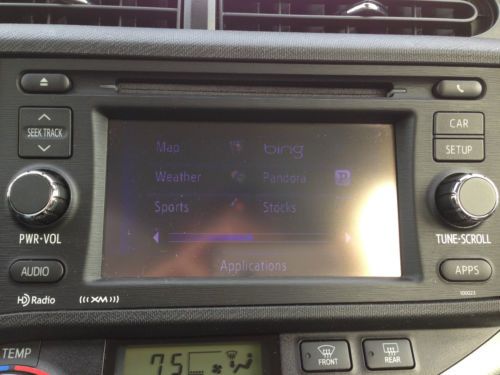 SEEK TRACK
CAR
SETUP
Map
bing
Weather
Pandora
Sports
Stocks
PWR-VOL
TUNE-SCROLL
AUDIO
Applications
APPS
HD Radio
((( XM )))
100023
TEMP
75
FRONT
REAR